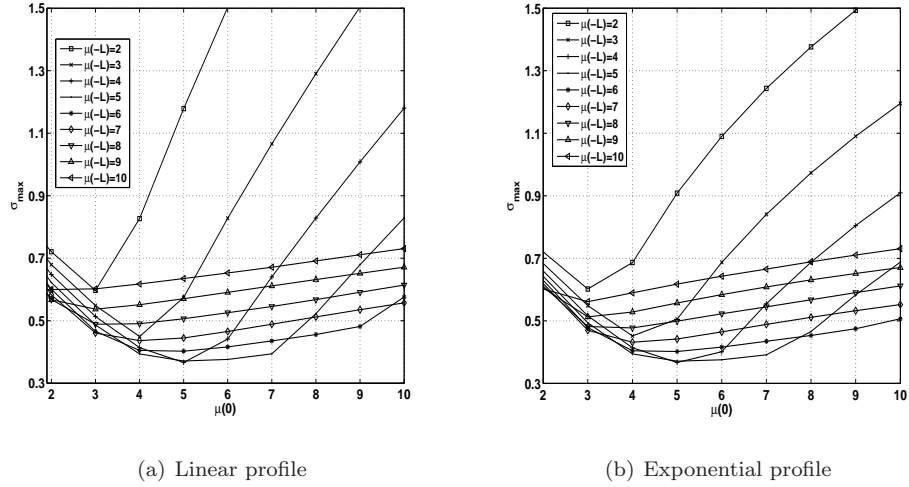 1.5
1.3
1.1
0.9
0.7
0.5
0.3
σmax
μ(−L)=2
μ(−L)=3
μ(−L)=4
μ(−L)=5
μ(−L)=6
μ(−L)=7
μ(−L)=8
μ(−L)=9
μ(−L)=10
2 3 4 5 6 7 8 9 10
μ(0)
(a) Linear profile
1.5
1.3
1.1
0.9
0.7
0.5
0.3
σmax
μ(−L)=2
μ(−L)=3
μ(−L)=4
μ(−L)=5
μ(−L)=6
μ(−L)=7
μ(−L)=8
μ(−L)=9
μ(−L)=10
2 3 4 5 6 7 8 9 10
μ(0)
(b) Exponential profile